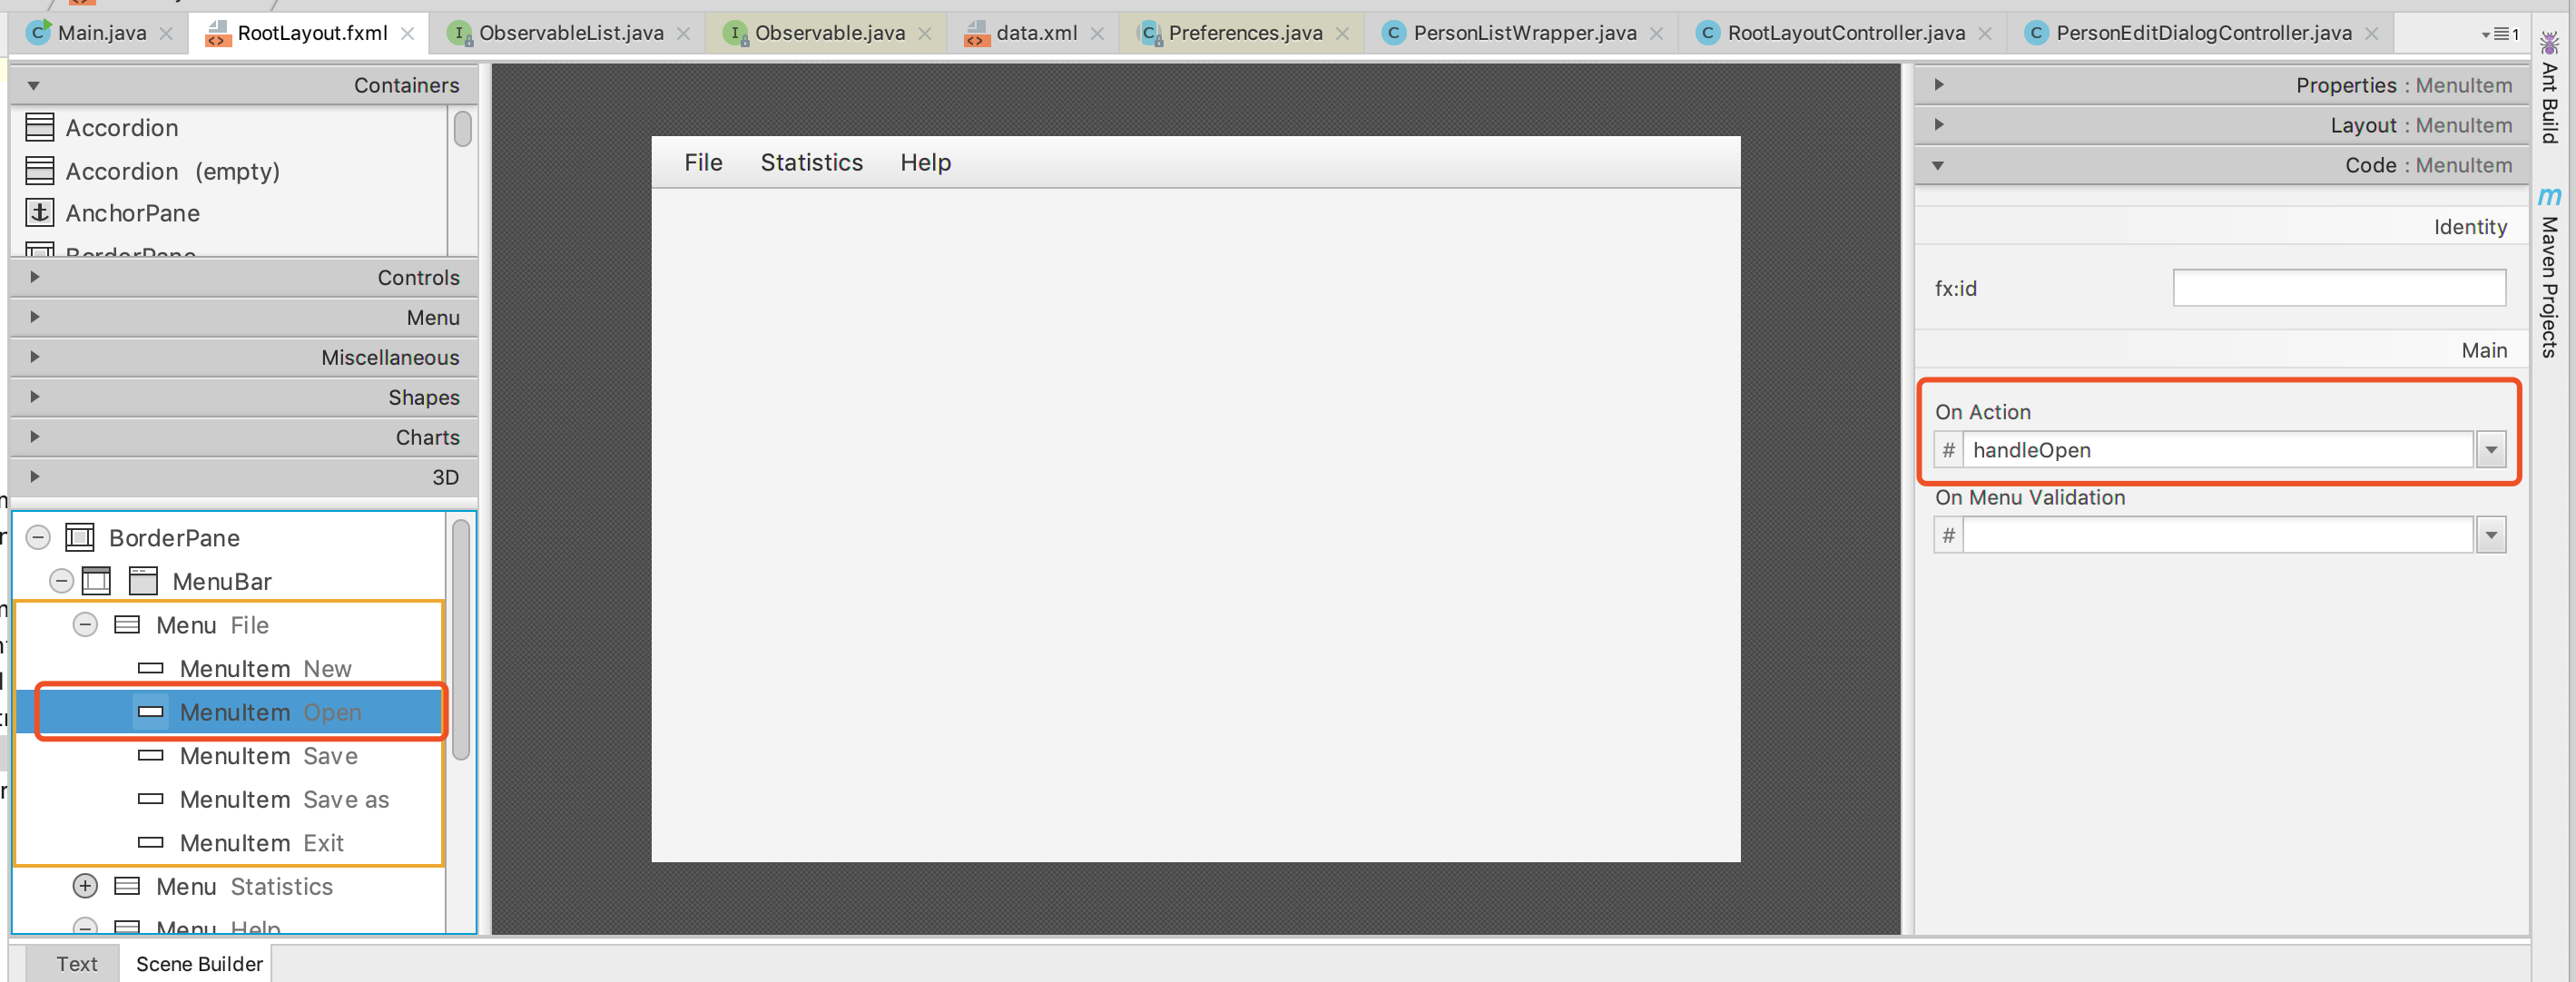 Main.java
RootLayout.fxml
ObservableList.java
Observable.java
data.xml
Preferences.java
PersonListWrapper.java
RootLayoutController.java
PersonEditDialogController.java
1
Containers
Accordion
Accordion (empty)
AnchorPane
BorderPane
Controls
Menu
Miscellaneous
Shapes
Charts
3D
BorderPane
MenuBar
Menu File
MenuItem New
MenuItem Open
MenuItem Save
MenuItem Save as
MenuItem Exit
Menu Statistics
Menu Help
Text
Scene Builder
File Statistics Help
Properties : MenuItem
Layout : MenuItem
Code : MenuItem
Identity
fx:id
Main
On Action
# handleOpen
On Menu Validation
#
Ant Build
m Maven Projects